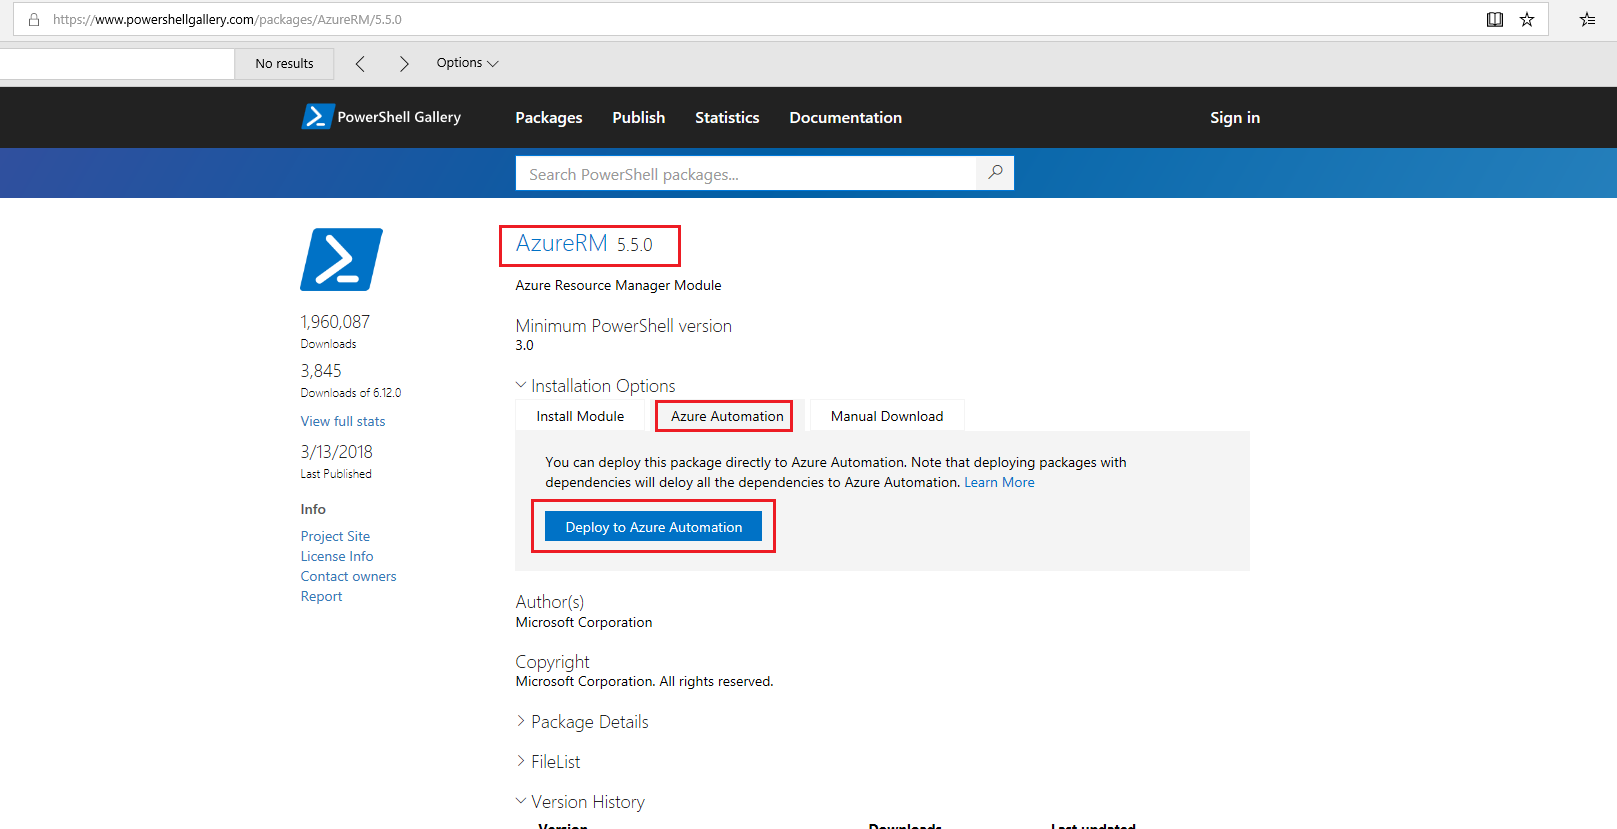 https://www.powershellgallery.com/packages/AzureRM/5.5.0
No results
Options
PowerShell Gallery
Packages
Publish
Statistics
Documentation
Sign in
Search PowerShell packages...
AzureRM 5.5.0
Azure Resource Manager Module
1,960,087
Downloads
3,845
Downloads of 6.12.0
View full stats
3/13/2018
Last Published
Info
Project Site
License Info
Contact owners
Report
Minimum PowerShell version
3.0
Installation Options
Install Module
Azure Automation
Manual Download
You can deploy this package directly to Azure Automation. Note that deploying packages with
dependencies will deloy all the dependencies to Azure Automation. Learn More
Deploy to Azure Automation
Author(s)
Microsoft Corporation
Copyright
Microsoft Corporation. All rights reserved.
Package Details
FileList
Version History
Version
Downloads
Last updated